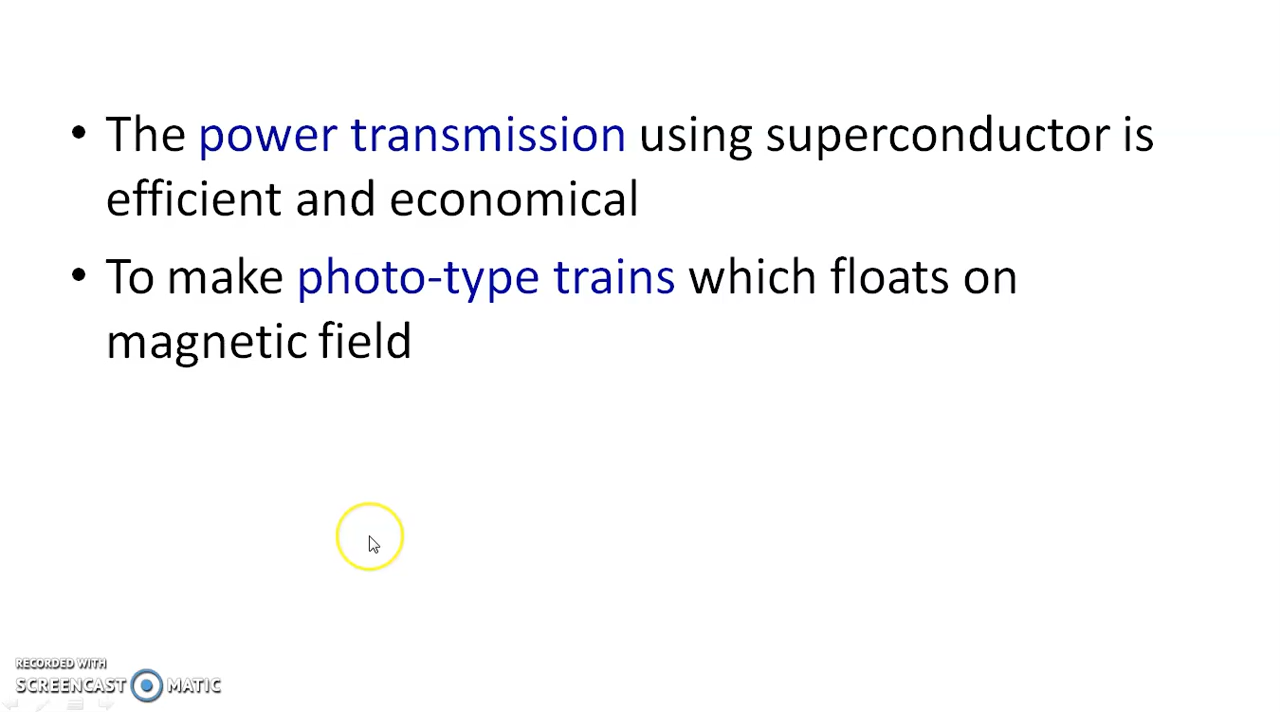 • The power transmission using superconductor is
efficient and economical
• To make photo-type trains which floats on
magnetic field
RECORDED WITH
SCREENCAST MATIC